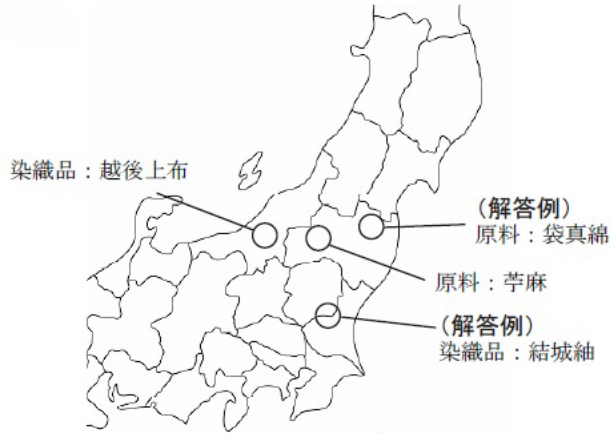 染織品：越後上布
(解答例)
原料：袋真綿
原料：苧麻
(解答例)
染織品：結城紬